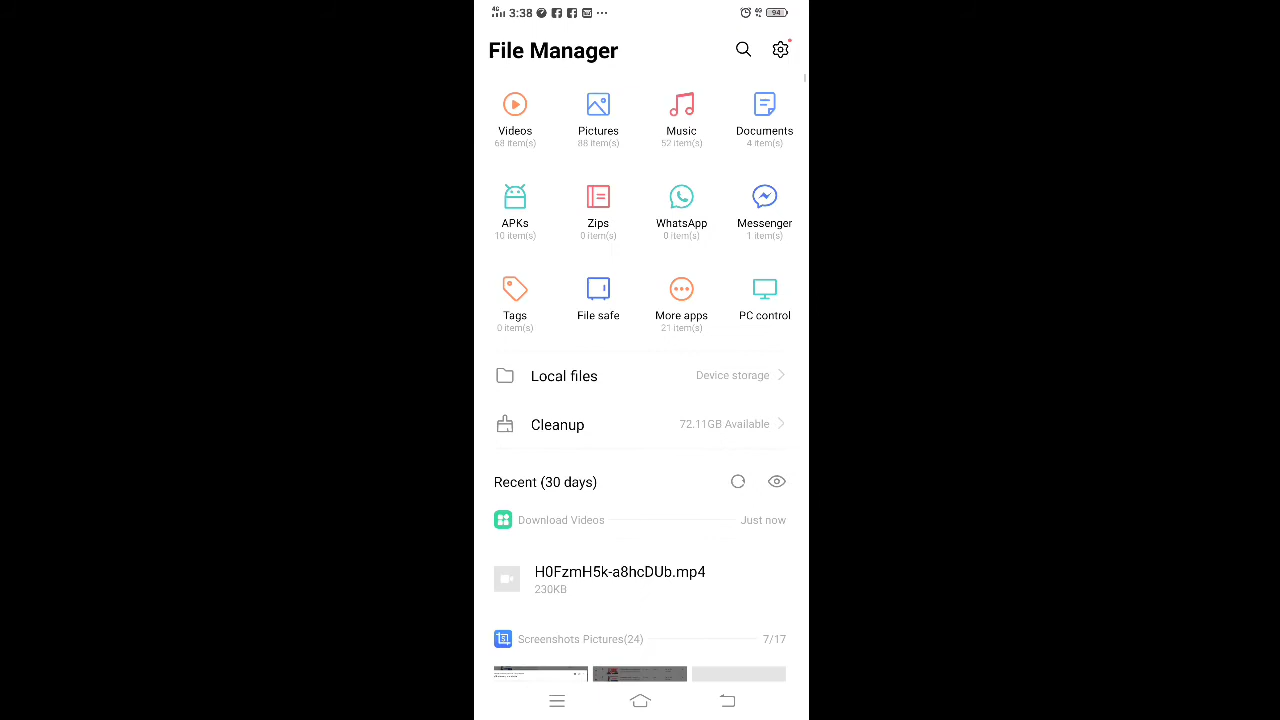 4G 3:38 94
File Manager
Videos Pictures Music Documents
68 item(s) 88 item(s) 52 item(s) 4 item(s)
APKs Zips WhatsApp Messenger
10 item(s) 0 item(s) 0 item(s) 1 item(s)
Tags File safe More apps PC control
0 item(s) 21 item(s)
Local files Device storage
Cleanup 72.11GB Available
Recent (30 days)
Download Videos Just now
H0FzmH5k-a8hcDUb.mp4
230KB
Screenshots Pictures(24) 7/17